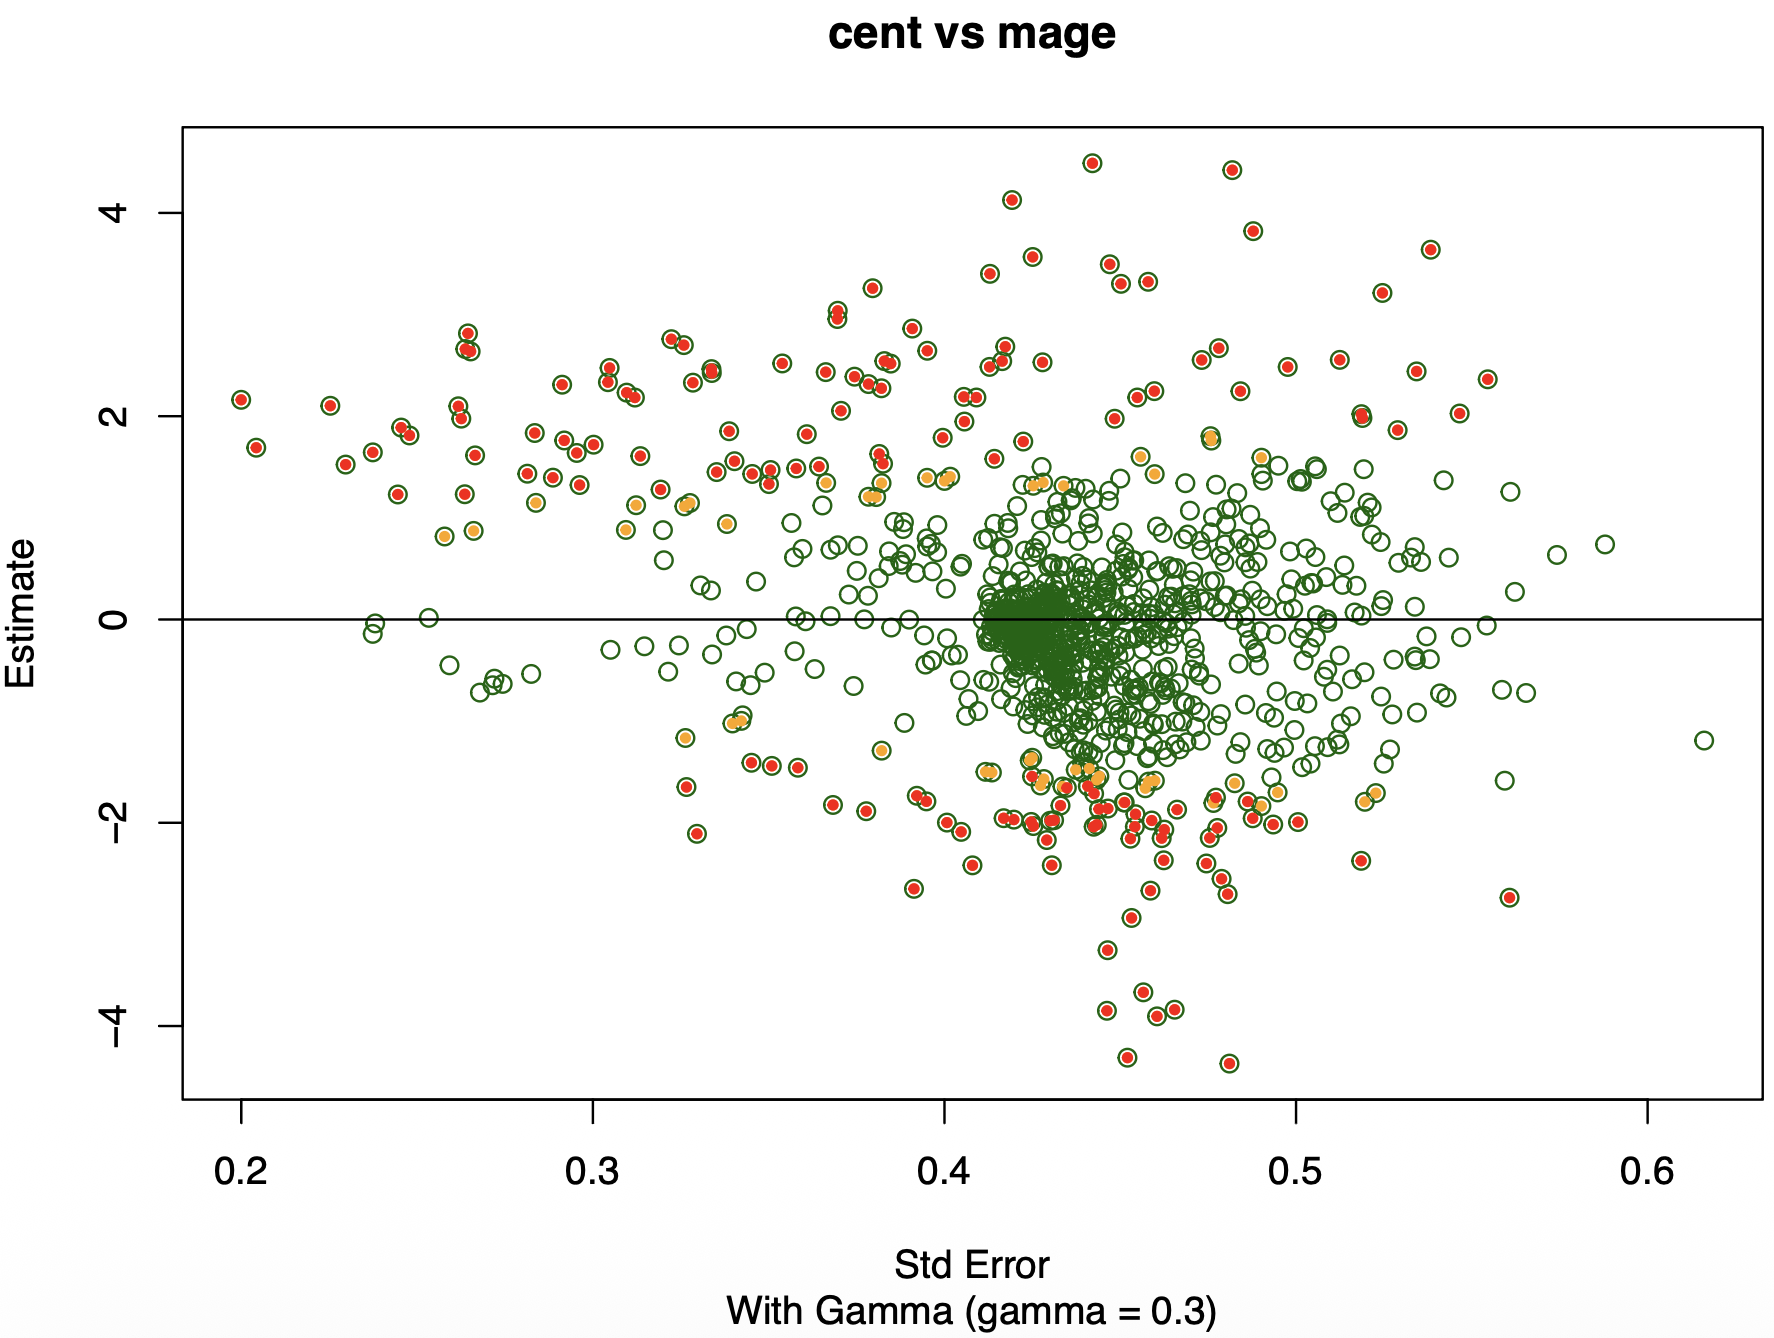 cent vs mage
4
2
0
−2
−4
Estimate
0.2 0.3 0.4 0.5 0.6
Std Error
With Gamma (gamma = 0.3)